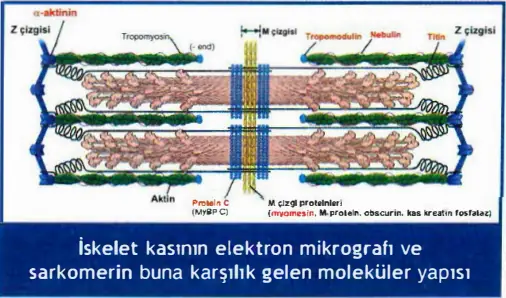 α-aktinin
Z çizgisi
Tropomyosin
(- end)
M çizgisi
Tropomodulin
Nebulin
Titin
Z çizgisi
Aktin
Protein C
(MyBP C)
M çizgi proteinleri
(myomesin, M-protein, obscurin, kas kreatin fosfataz)
İskelet kasının elektron mikrografı ve
sarkomerin buna karşılık gelen moleküler yapısı